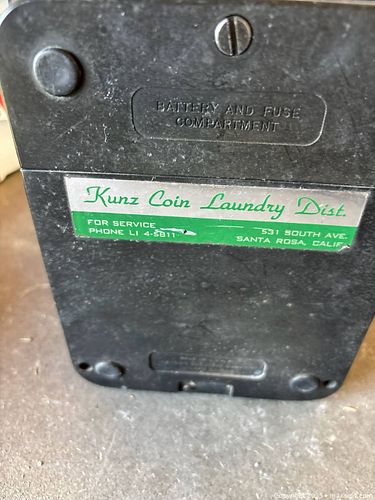 BATTERY AND FUSE
COMPARTMENT
Kunz Coin Laundry Dist.
FOR SERVICE
PHONE LI 4-5811
531 SOUTH AVE.
SANTA ROSA, CALIF.